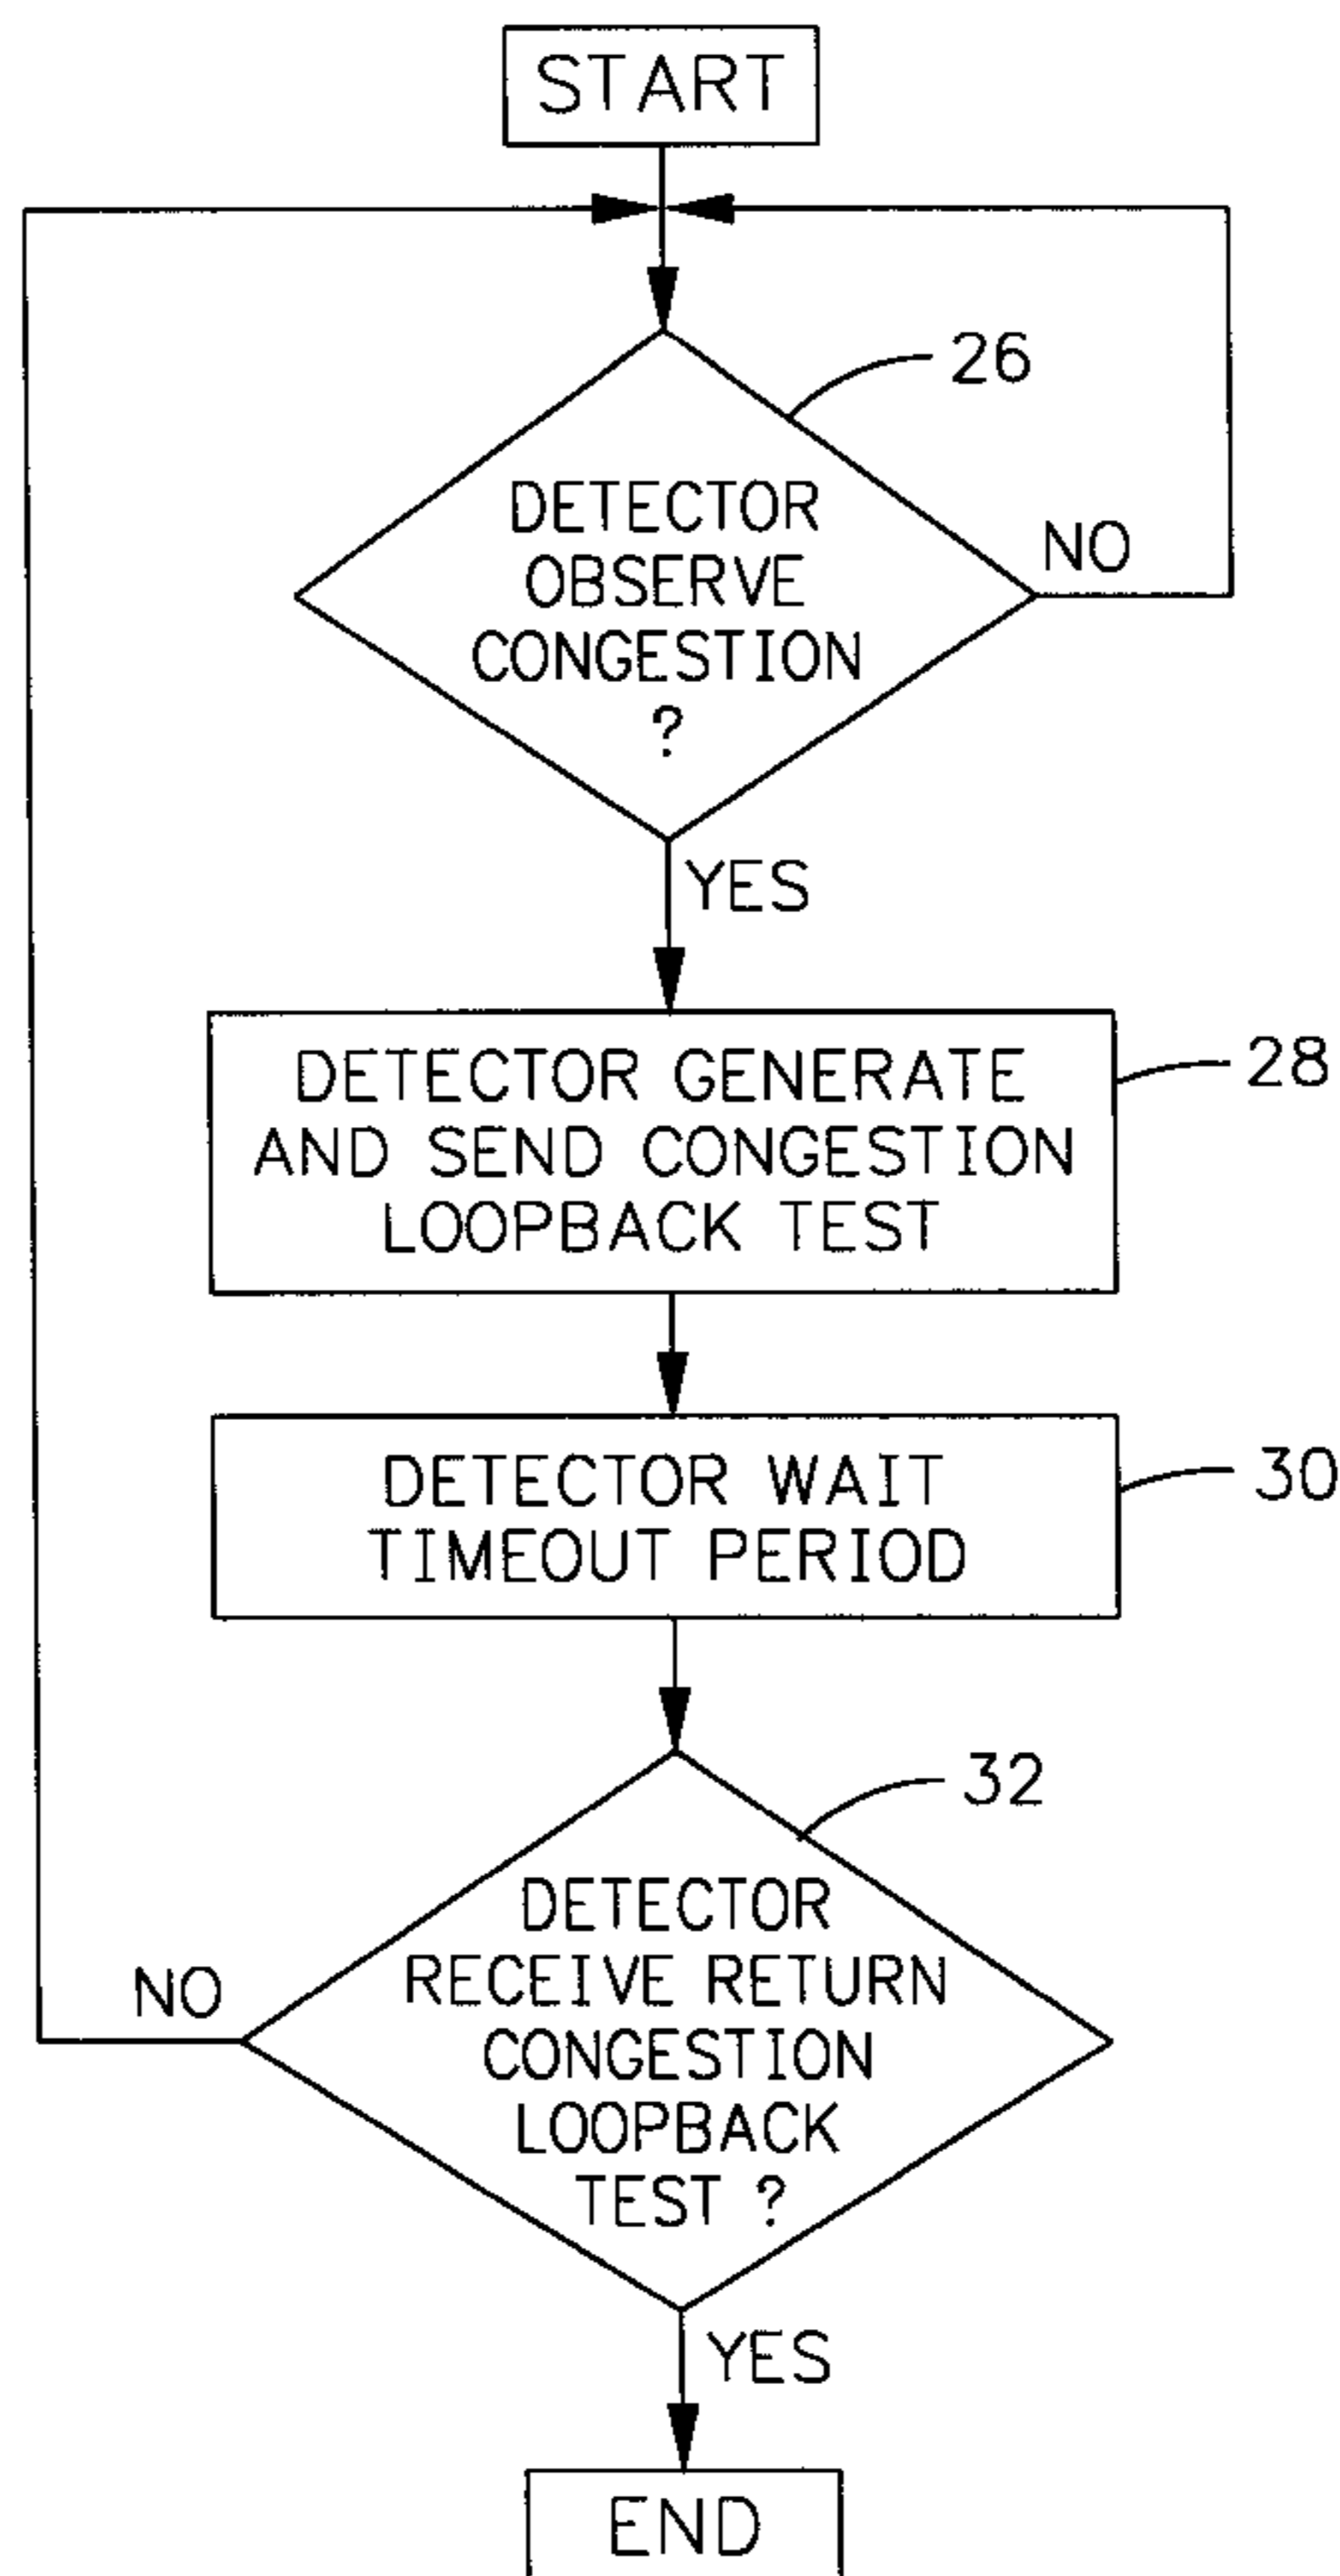 START
26
DETECTOR
OBSERVE
CONGESTION
?
NO
YES
DETECTOR GENERATE
AND SEND CONGESTION
LOOPBACK TEST
28
DETECTOR WAIT
TIMEOUT PERIOD
30
32
DETECTOR
RECEIVE RETURN
CONGESTION
LOOPBACK
TEST ?
NO
YES
END